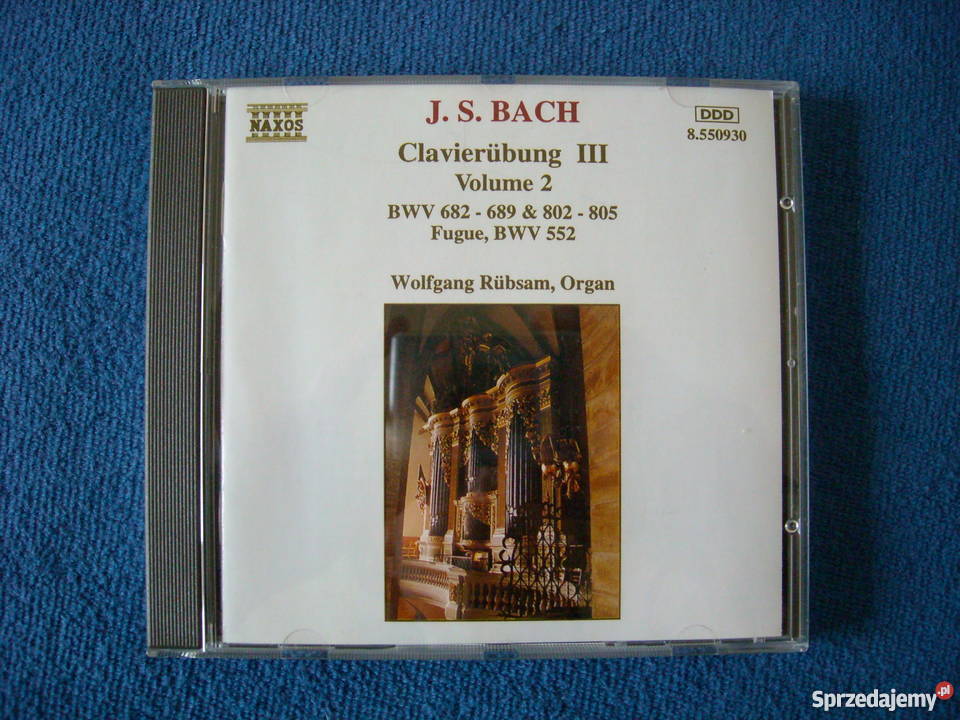 NAXOS
J. S. BACH
DDD
8.550930
Clavierübung III
Volume 2
BWV 682 - 689 & 802 - 805
Fugue, BWV 552
Wolfgang Rübsam, Organ
Sprzedajemy.pl